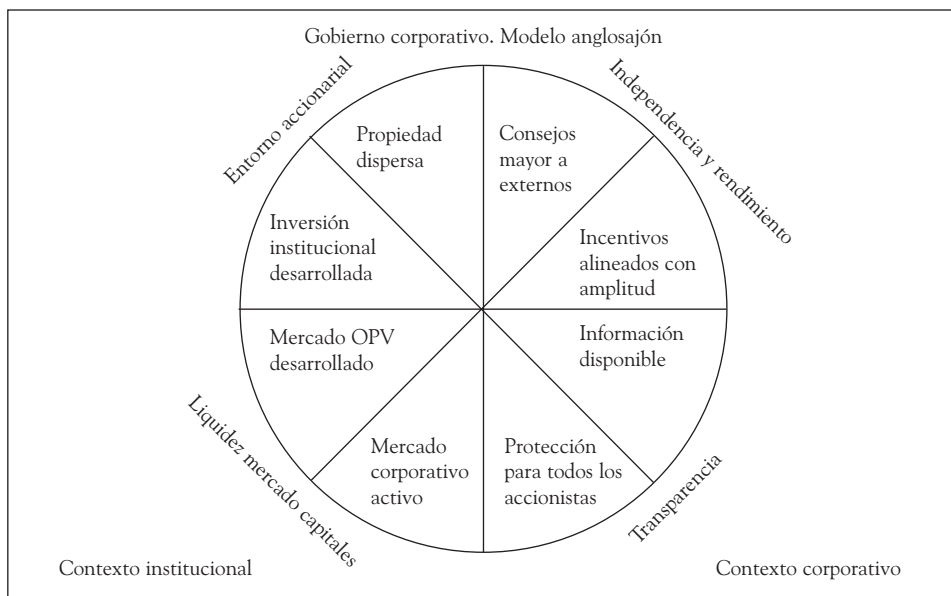 Gobierno corporativo. Modelo anglosajón
Entorno accionarial
Independencia y rendimiento
Propiedad
dispersa
Consejos
mayor a
externos
Inversión
institucional
desarrollada
Incentivos
alineados con
amplitud
Mercado OPV
desarrollado
Información
disponible
Mercado
corporativo
activo
Protección
para todos los
accionistas
Liquidez mercado capitales
Transparencia
Contexto institucional
Contexto corporativo